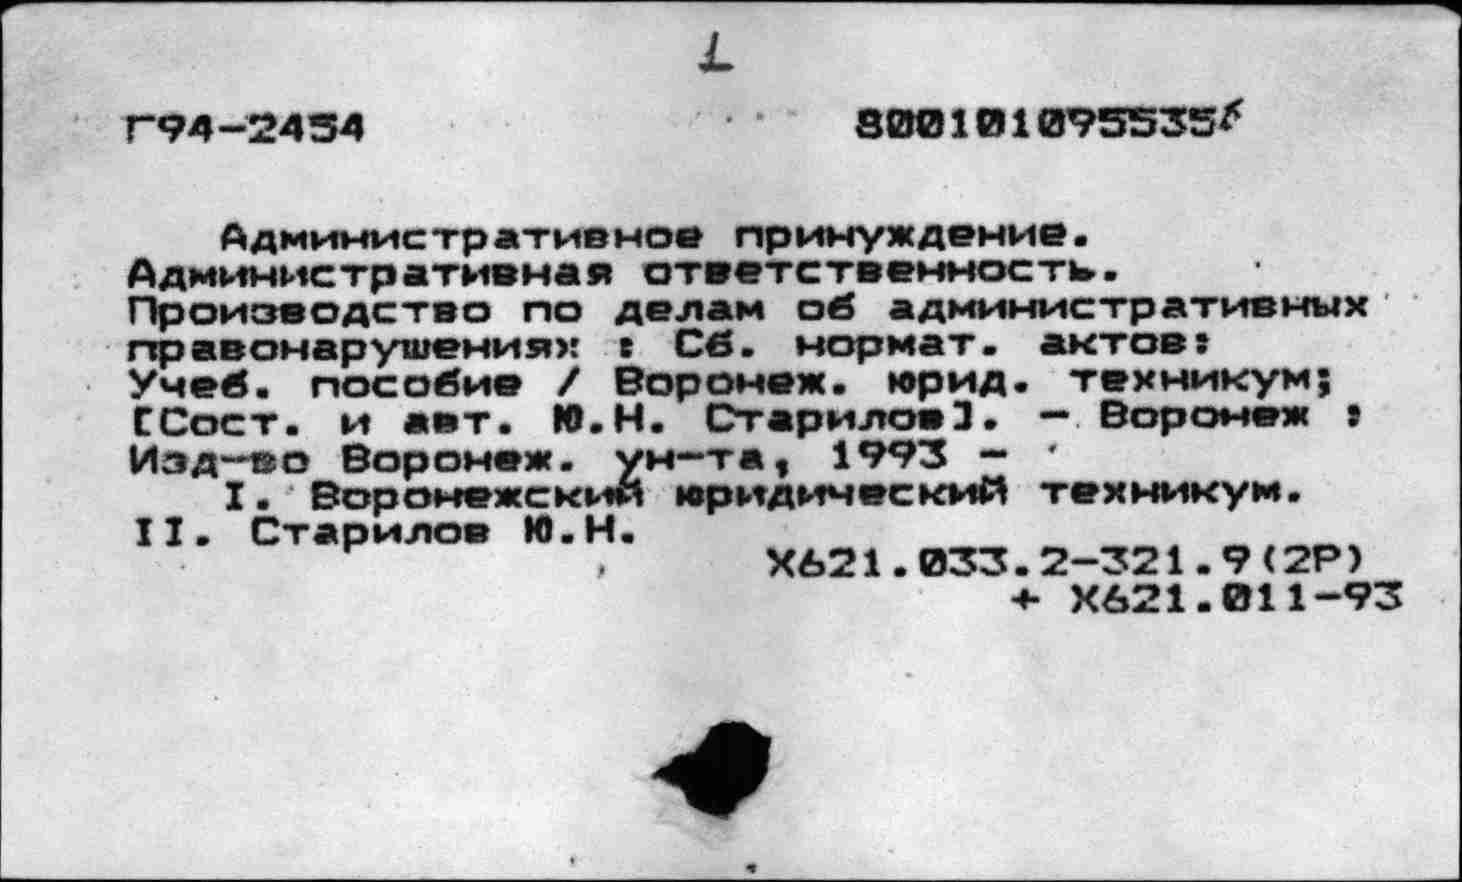 1
Г94-2454
8001010955356
Административное принуждение.
Административная ответственность.
Производство по делам об административных
правонарушениях : Сб. нормат. актов:
Учеб. пособие / Воронеж. юрид. техникум;
[Сост. и авт. Ю.Н. Старилов]. - Воронеж :
Изд-во Воронеж. ун-та, 1993 -
I. Воронежский юридический техникум.
II. Старилов Ю.Н.
Х621.033.2-321.9(2Р)
+ Х621.011-93